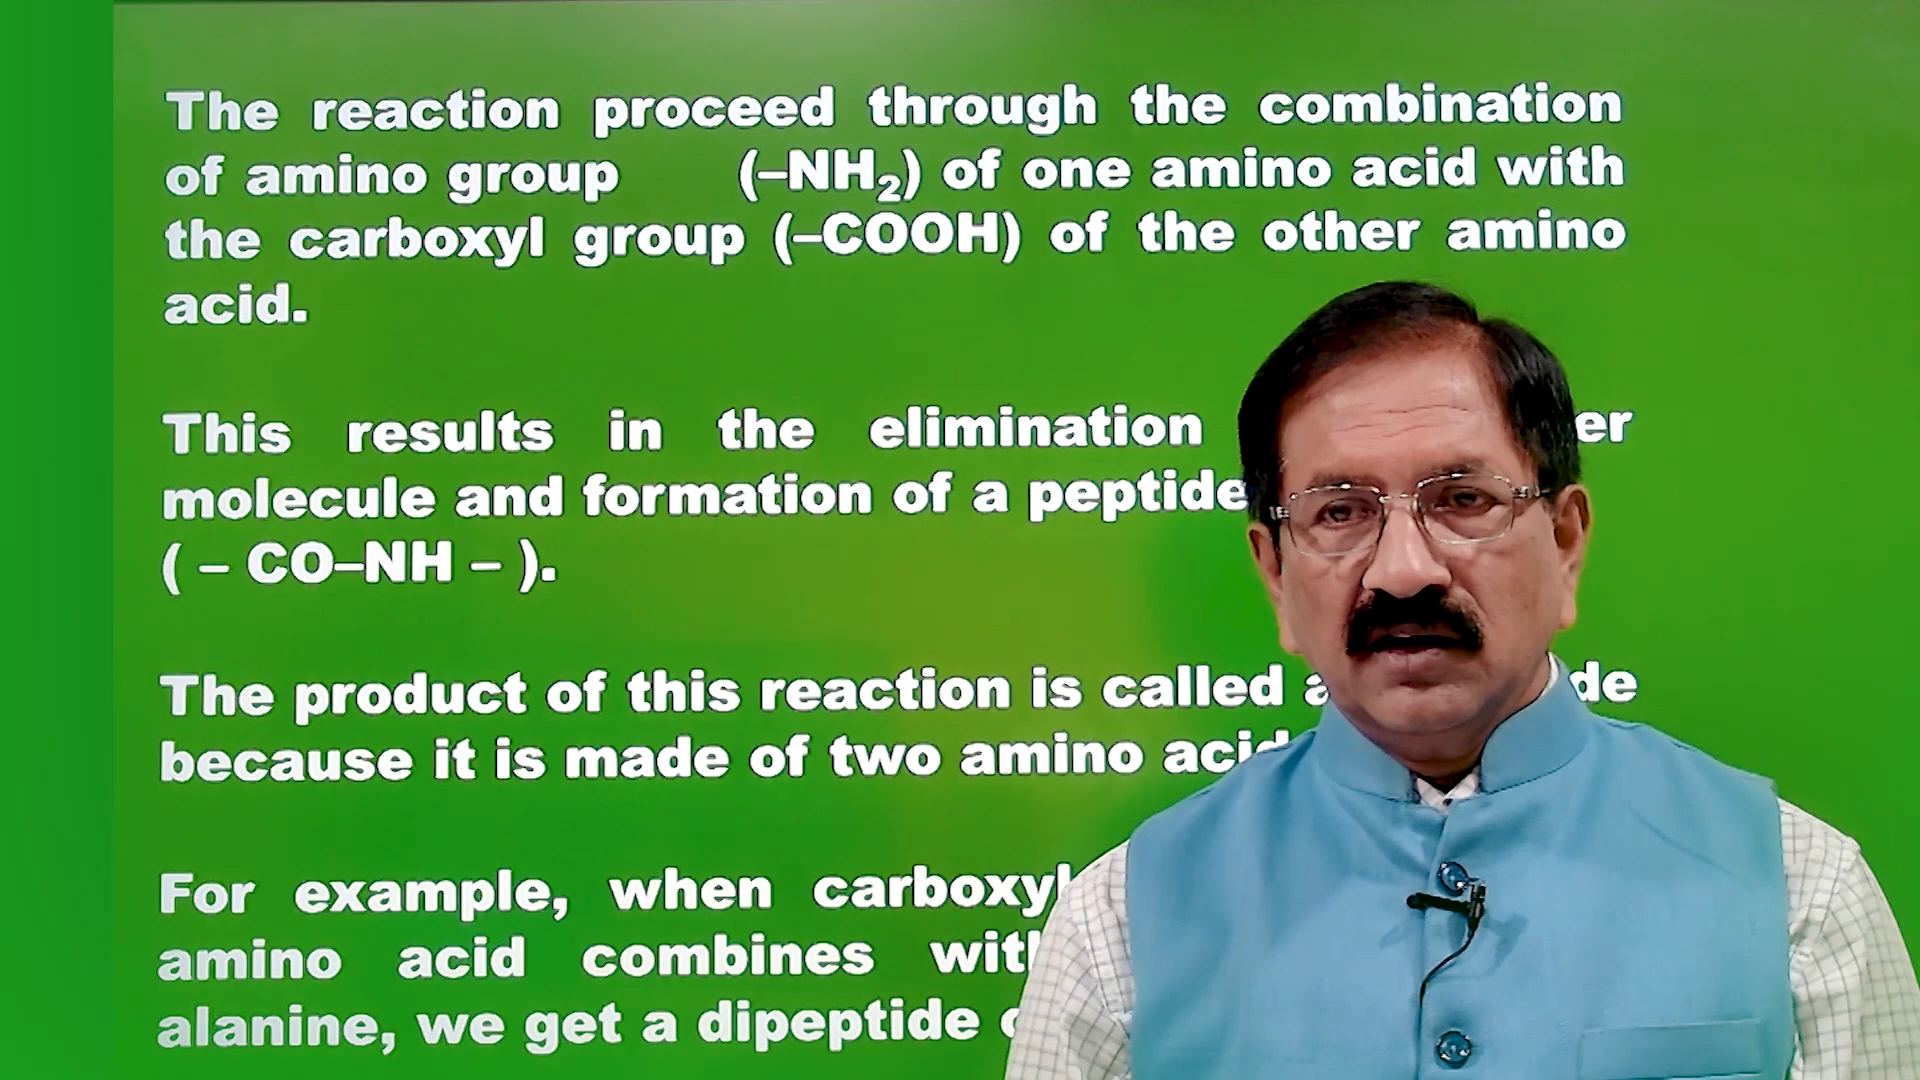 The reaction proceed through the combination
of amino group (–NH₂) of one amino acid with
the carboxyl group (–COOH) of the other amino
acid.
This results in the elimination
molecule and formation of a peptide
( – CO–NH – ).
The product of this reaction is called
because it is made of two amino
For example, when carboxyl
amino acid combines
alanine, we get a dipeptide